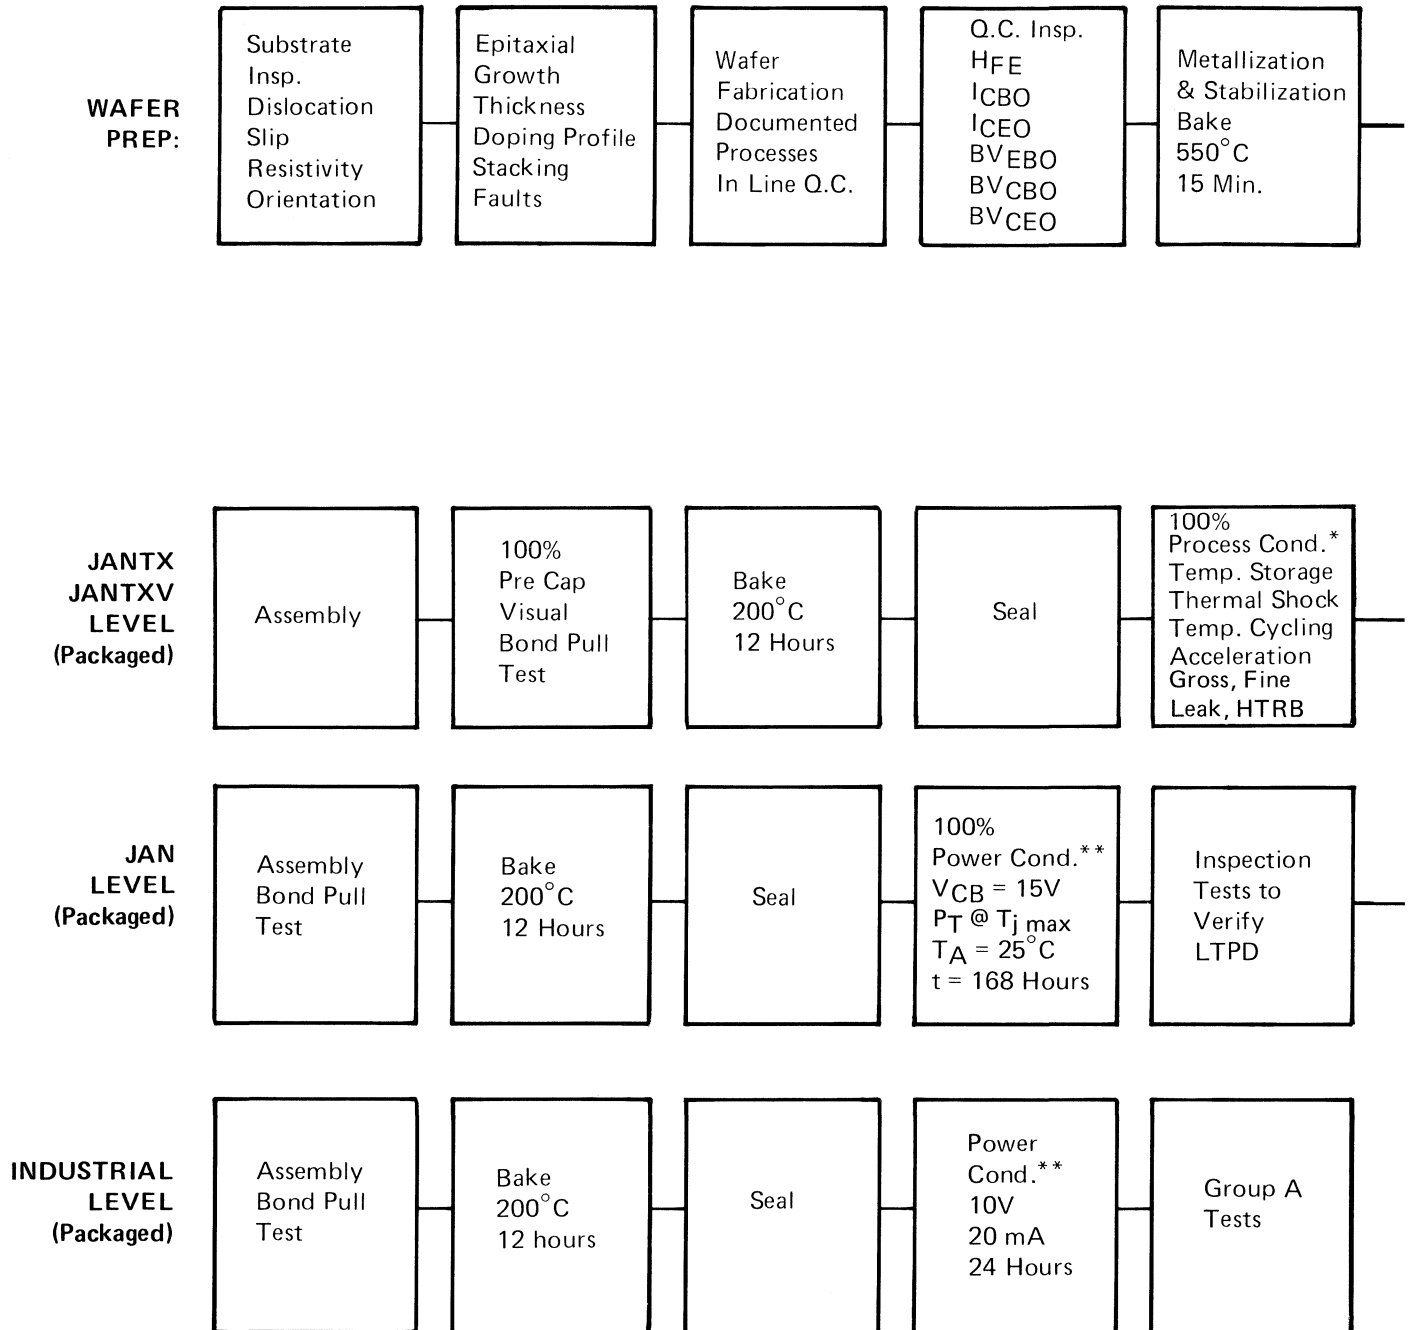 WAFER
PREP:
Substrate
Insp.
Dislocation
Slip
Resistivity
Orientation
Epitaxial
Growth
Thickness
Doping Profile
Stacking
Faults
Wafer
Fabrication
Documented
Processes
In Line Q.C.
Q.C. Insp.
HFE
ICBO
ICEO
BVEBO
BVCBO
BVCEO
Metallization
& Stabilization
Bake
550°C
15 Min.
JANTX
JANTXV
LEVEL
(Packaged)
Assembly
100%
Pre Cap
Visual
Bond Pull
Test
Bake
200°C
12 Hours
Seal
100%
Process Cond.*
Temp. Storage
Thermal Shock
Temp. Cycling
Acceleration
Gross, Fine
Leak, HTRB
JAN
LEVEL
(Packaged)
Assembly
Bond Pull
Test
Bake
200°C
12 Hours
Seal
100%
Power Cond.**
VCB = 15V
PT @ Tj max
TA = 25°C
t = 168 Hours
Inspection
Tests to
Verify
LTPD
INDUSTRIAL
LEVEL
(Packaged)
Assembly
Bond Pull
Test
Bake
200°C
12 hours
Seal
Power
Cond.**
10V
20 mA
24 Hours
Group A
Tests